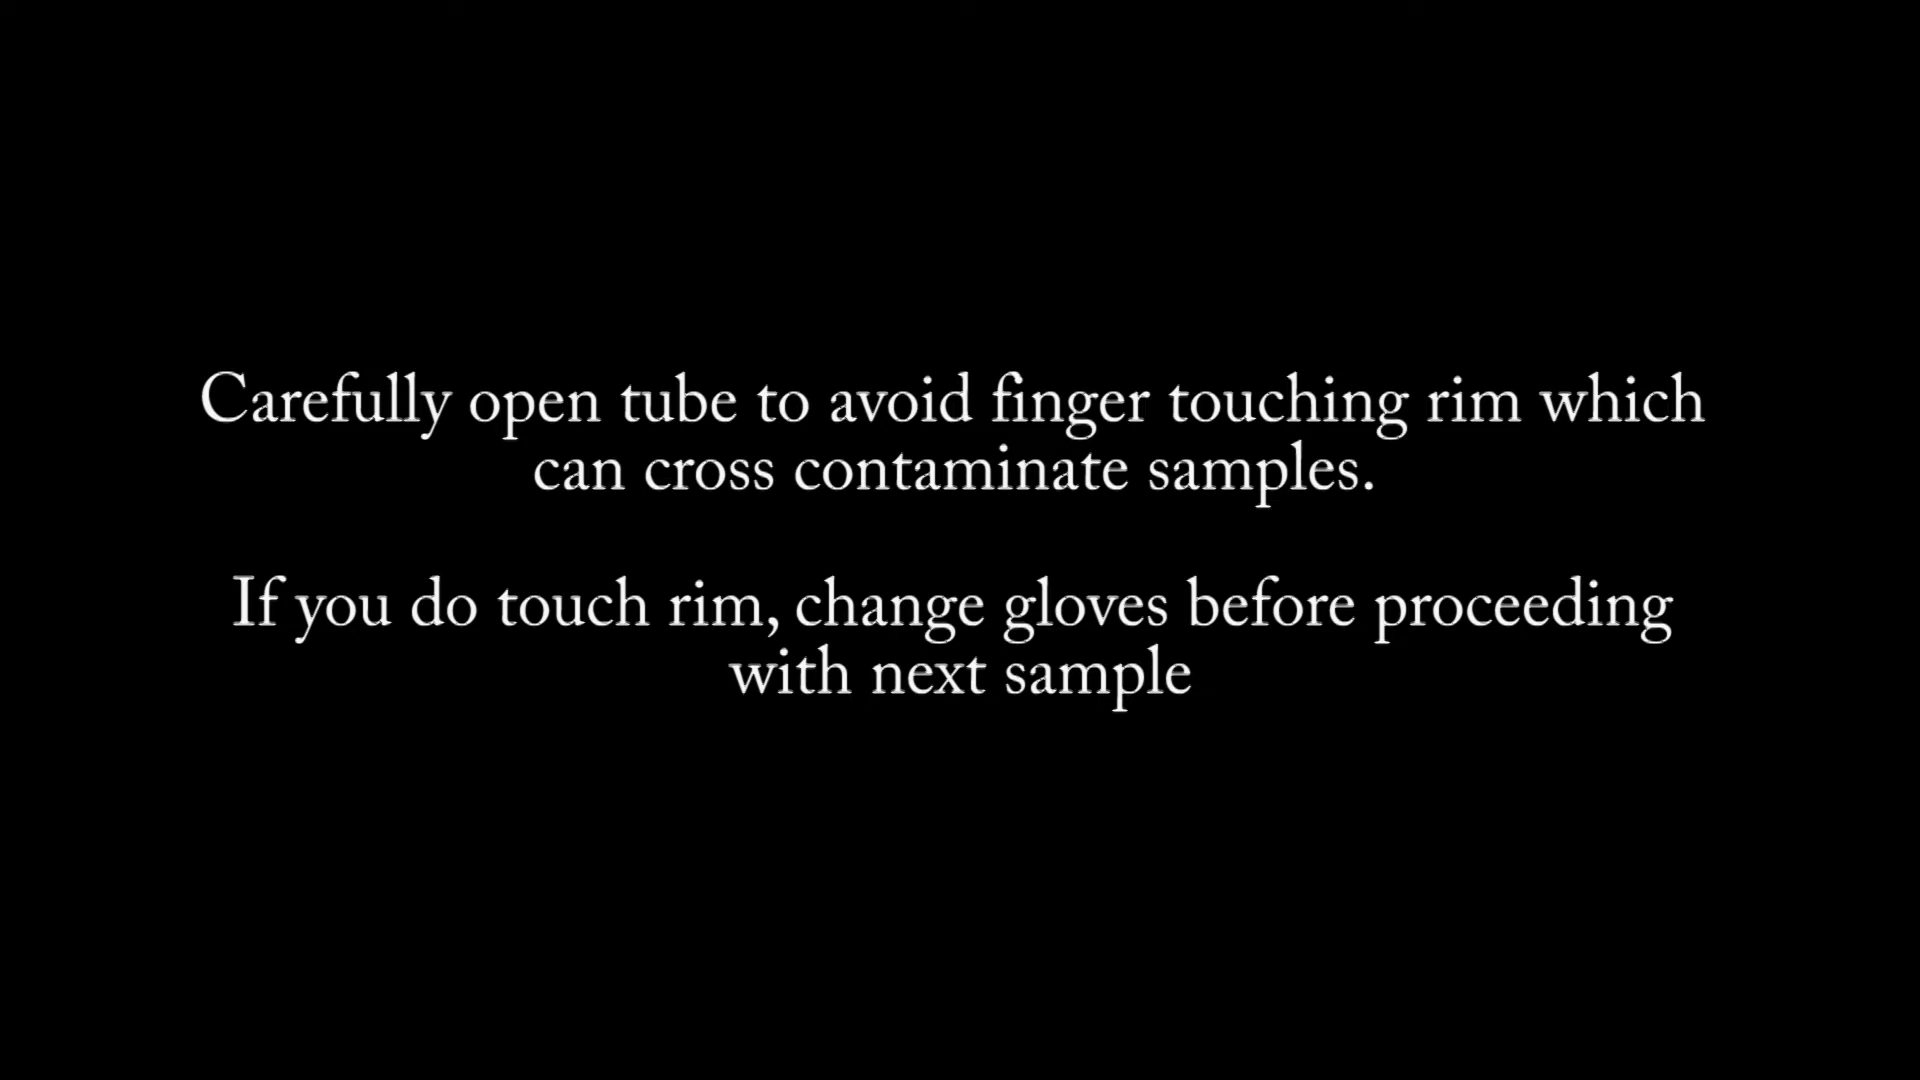 Carefully open tube to avoid finger touching rim which
can cross contaminate samples.
If you do touch rim, change gloves before proceeding
with next sample